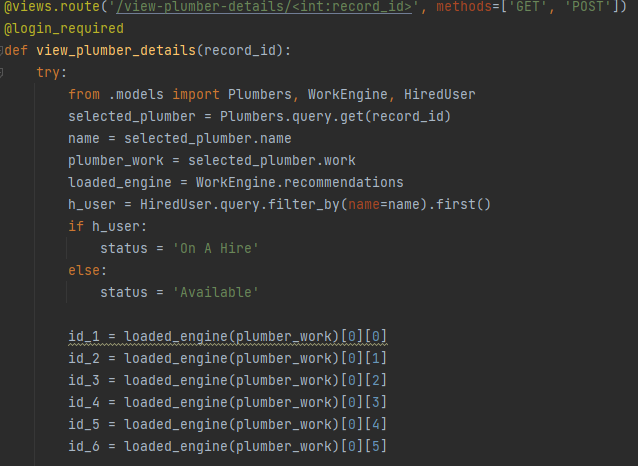 @views.route('/view-plumber-details/<int:record_id>', methods=['GET', 'POST'])
@login_required
def view_plumber_details(record_id):
    try:
        from .models import Plumbers, WorkEngine, HiredUser
        selected_plumber = Plumbers.query.get(record_id)
        name = selected_plumber.name
        plumber_work = selected_plumber.work
        loaded_engine = WorkEngine.recommendations
        h_user = HiredUser.query.filter_by(name=name).first()
        if h_user:
            status = 'On A Hire'
        else:
            status = 'Available'
        id_1 = loaded_engine(plumber_work)[0][0]
        id_2 = loaded_engine(plumber_work)[0][1]
        id_3 = loaded_engine(plumber_work)[0][2]
        id_4 = loaded_engine(plumber_work)[0][3]
        id_5 = loaded_engine(plumber_work)[0][4]
        id_6 = loaded_engine(plumber_work)[0][5]